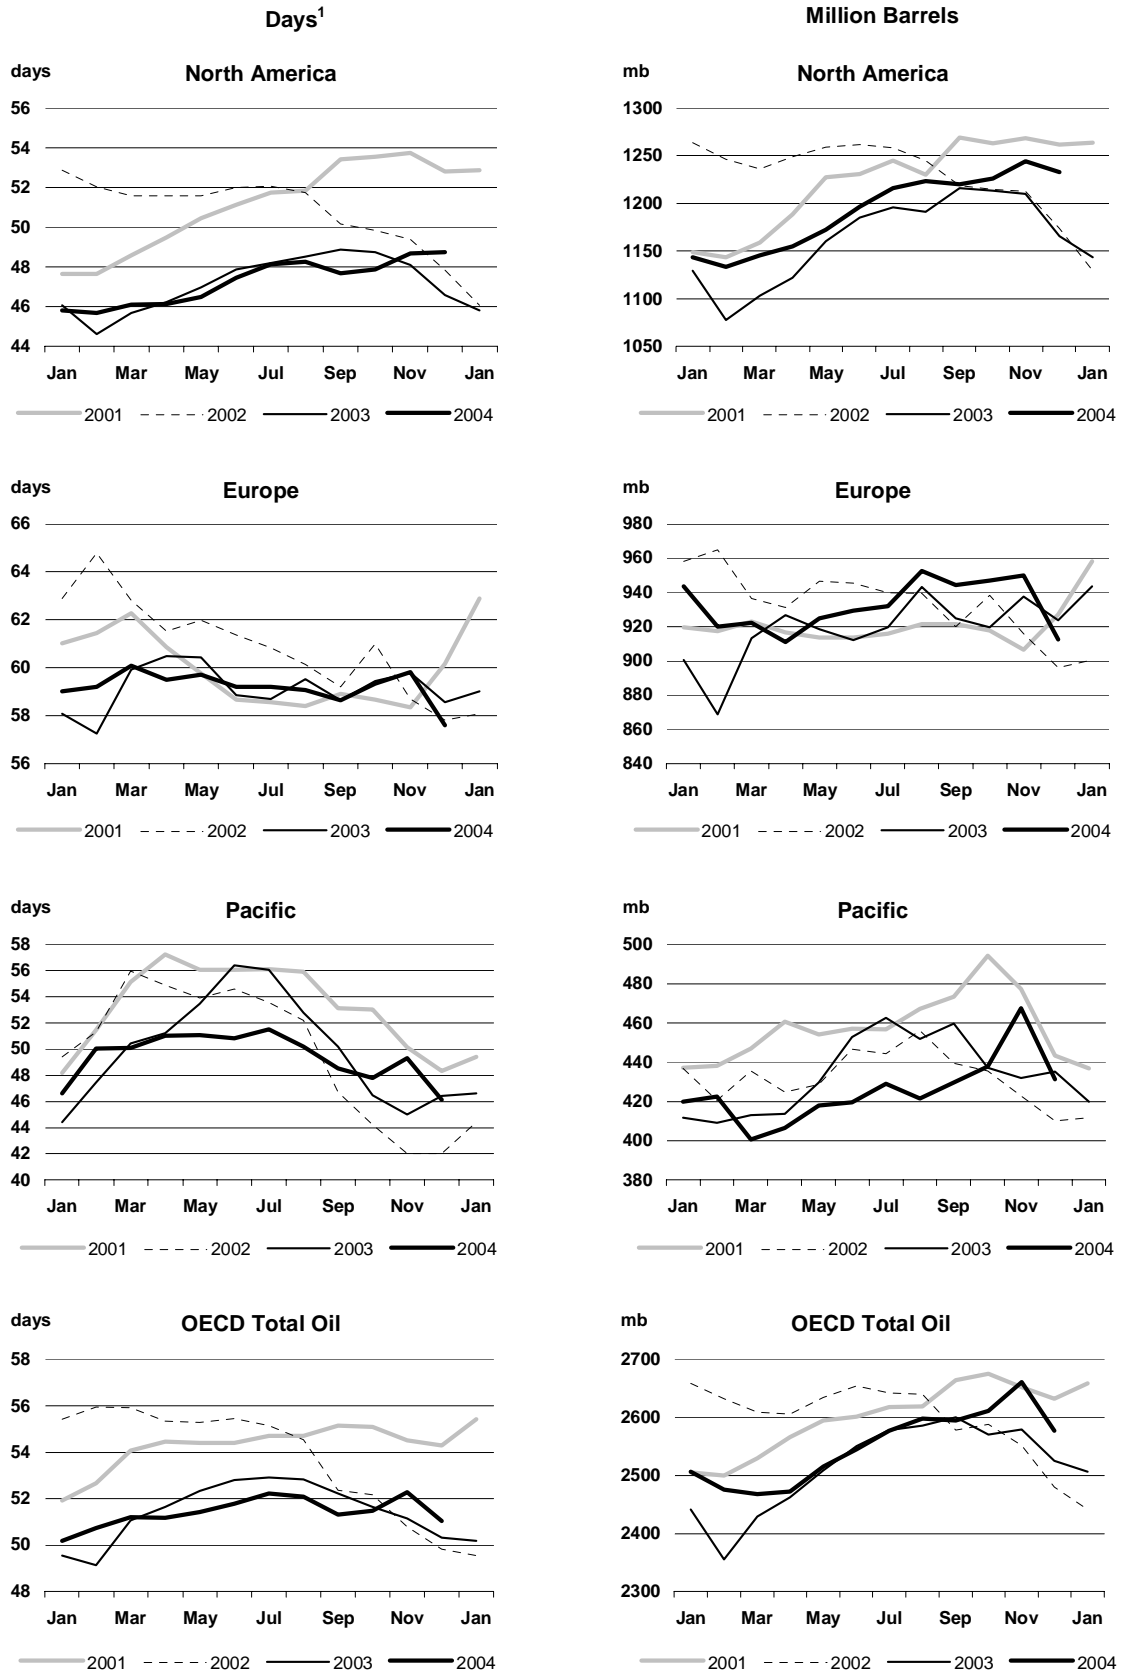 Days¹
Million Barrels
days
North America
56
54
52
50
48
46
44
Jan Mar May Jul Sep Nov Jan
2001 2002 2003 2004
mb
North America
1300
1250
1200
1150
1100
1050
Jan Mar May Jul Sep Nov Jan
2001 2002 2003 2004
days
Europe
66
64
62
60
58
56
Jan Mar May Jul Sep Nov Jan
2001 2002 2003 2004
mb
Europe
980
960
940
920
900
880
860
840
Jan Mar May Jul Sep Nov Jan
2001 2002 2003 2004
days
Pacific
58
56
54
52
50
48
46
44
42
40
Jan Mar May Jul Sep Nov Jan
2001 2002 2003 2004
mb
Pacific
500
480
460
440
420
400
380
Jan Mar May Jul Sep Nov Jan
2001 2002 2003 2004
days
OECD Total Oil
58
56
54
52
50
48
Jan Mar May Jul Sep Nov Jan
2001 2002 2003 2004
mb
OECD Total Oil
2700
2600
2500
2400
2300
Jan Mar May Jul Sep Nov Jan
2001 2002 2003 2004